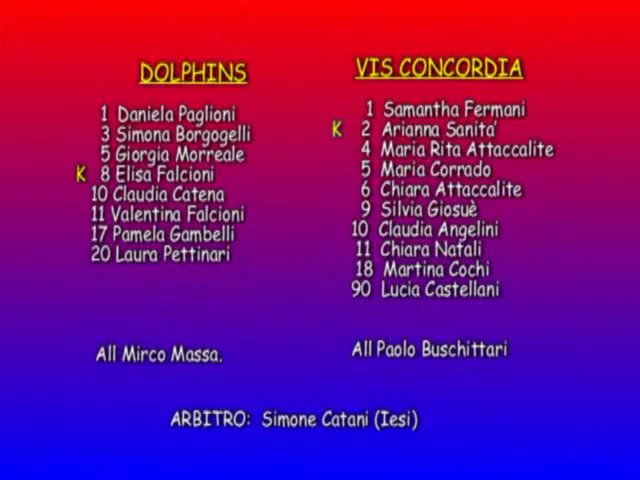 DOLPHINS
1 Daniela Paglioni
3 Simona Borgogelli
5 Giorgia Morreale
K 8 Elisa Falcioni
10 Claudia Catena
11 Valentina Falcioni
17 Pamela Gambelli
20 Laura Pettinari
All Mirco Massa.
VIS CONCORDIA
1 Samantha Fermani
K 2 Arianna Sanita'
4 Maria Rita Attaccalite
5 Maria Corrado
6 Chiara Attaccalite
9 Silvia Giosuè
10 Claudia Angelini
11 Chiara Natali
18 Martina Cochi
90 Lucia Castellani
All Paolo Buschittari
ARBITRO: Simone Catani (Iesi)